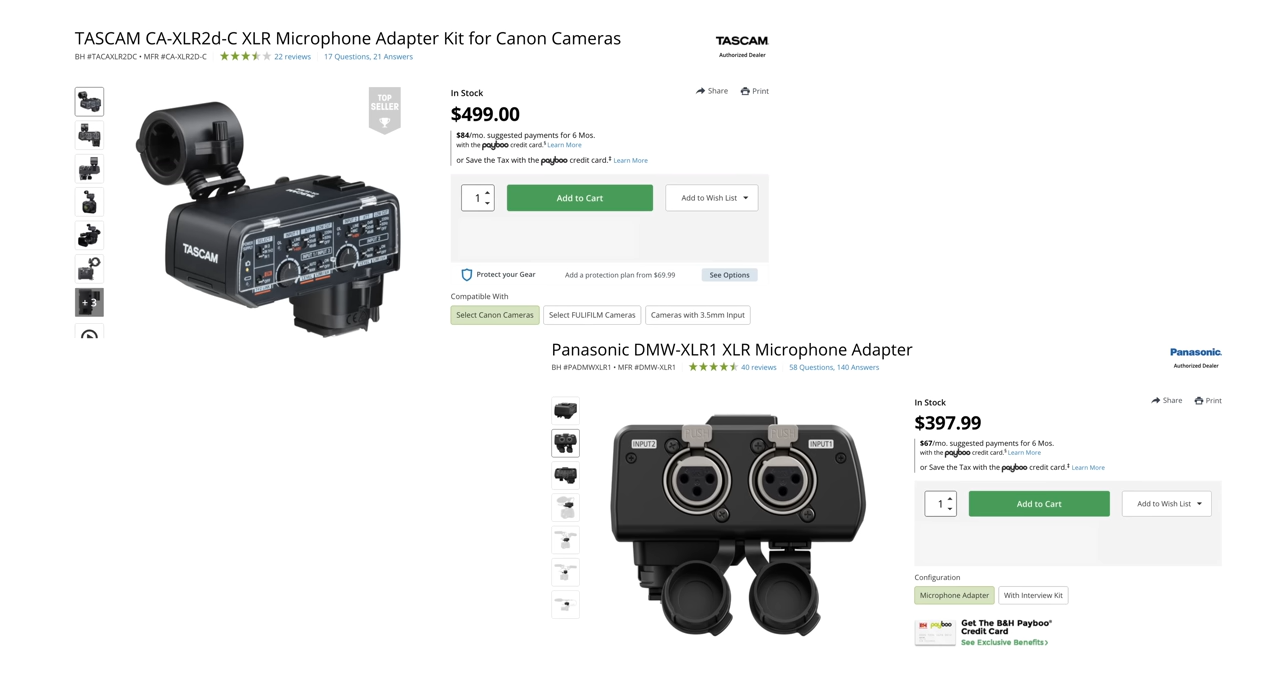 TASCAM CA-XLR2d-C XLR Microphone Adapter Kit for Canon Cameras
BH #TACAXLR2DC • MFR #CA-XLR2D-C
22 reviews
17 Questions, 21 Answers
TASCAM
Authorized Dealer
TOP
SELLER
TASCAM
+ 3
In Stock
Share
Print
$499.00
$84/mo. suggested payments for 6 Mos.
with the payboo credit card.§ Learn More
or Save the Tax with the payboo credit card.‡ Learn More
1
Add to Cart
Add to Wish List
Protect your Gear
Add a protection plan from $69.99
See Options
Compatible With
Select Canon Cameras
Select FULIFILM Cameras
Cameras with 3.5mm Input
Panasonic DMW-XLR1 XLR Microphone Adapter
BH #PADMWXLR1 • MFR #DMW-XLR1
40 reviews
58 Questions, 140 Answers
Panasonic
Authorized Dealer
INPUT2
PUSH
PUSH
INPUT1
In Stock
Share
Print
$397.99
$67/mo. suggested payments for 6 Mos.
with the payboo credit card.§ Learn More
or Save the Tax with the payboo credit card.‡ Learn More
1
Add to Cart
Add to Wish List
Configuration
Microphone Adapter
With Interview Kit
payboo
Get The B&H Payboo®
Credit Card
See Exclusive Benefits>